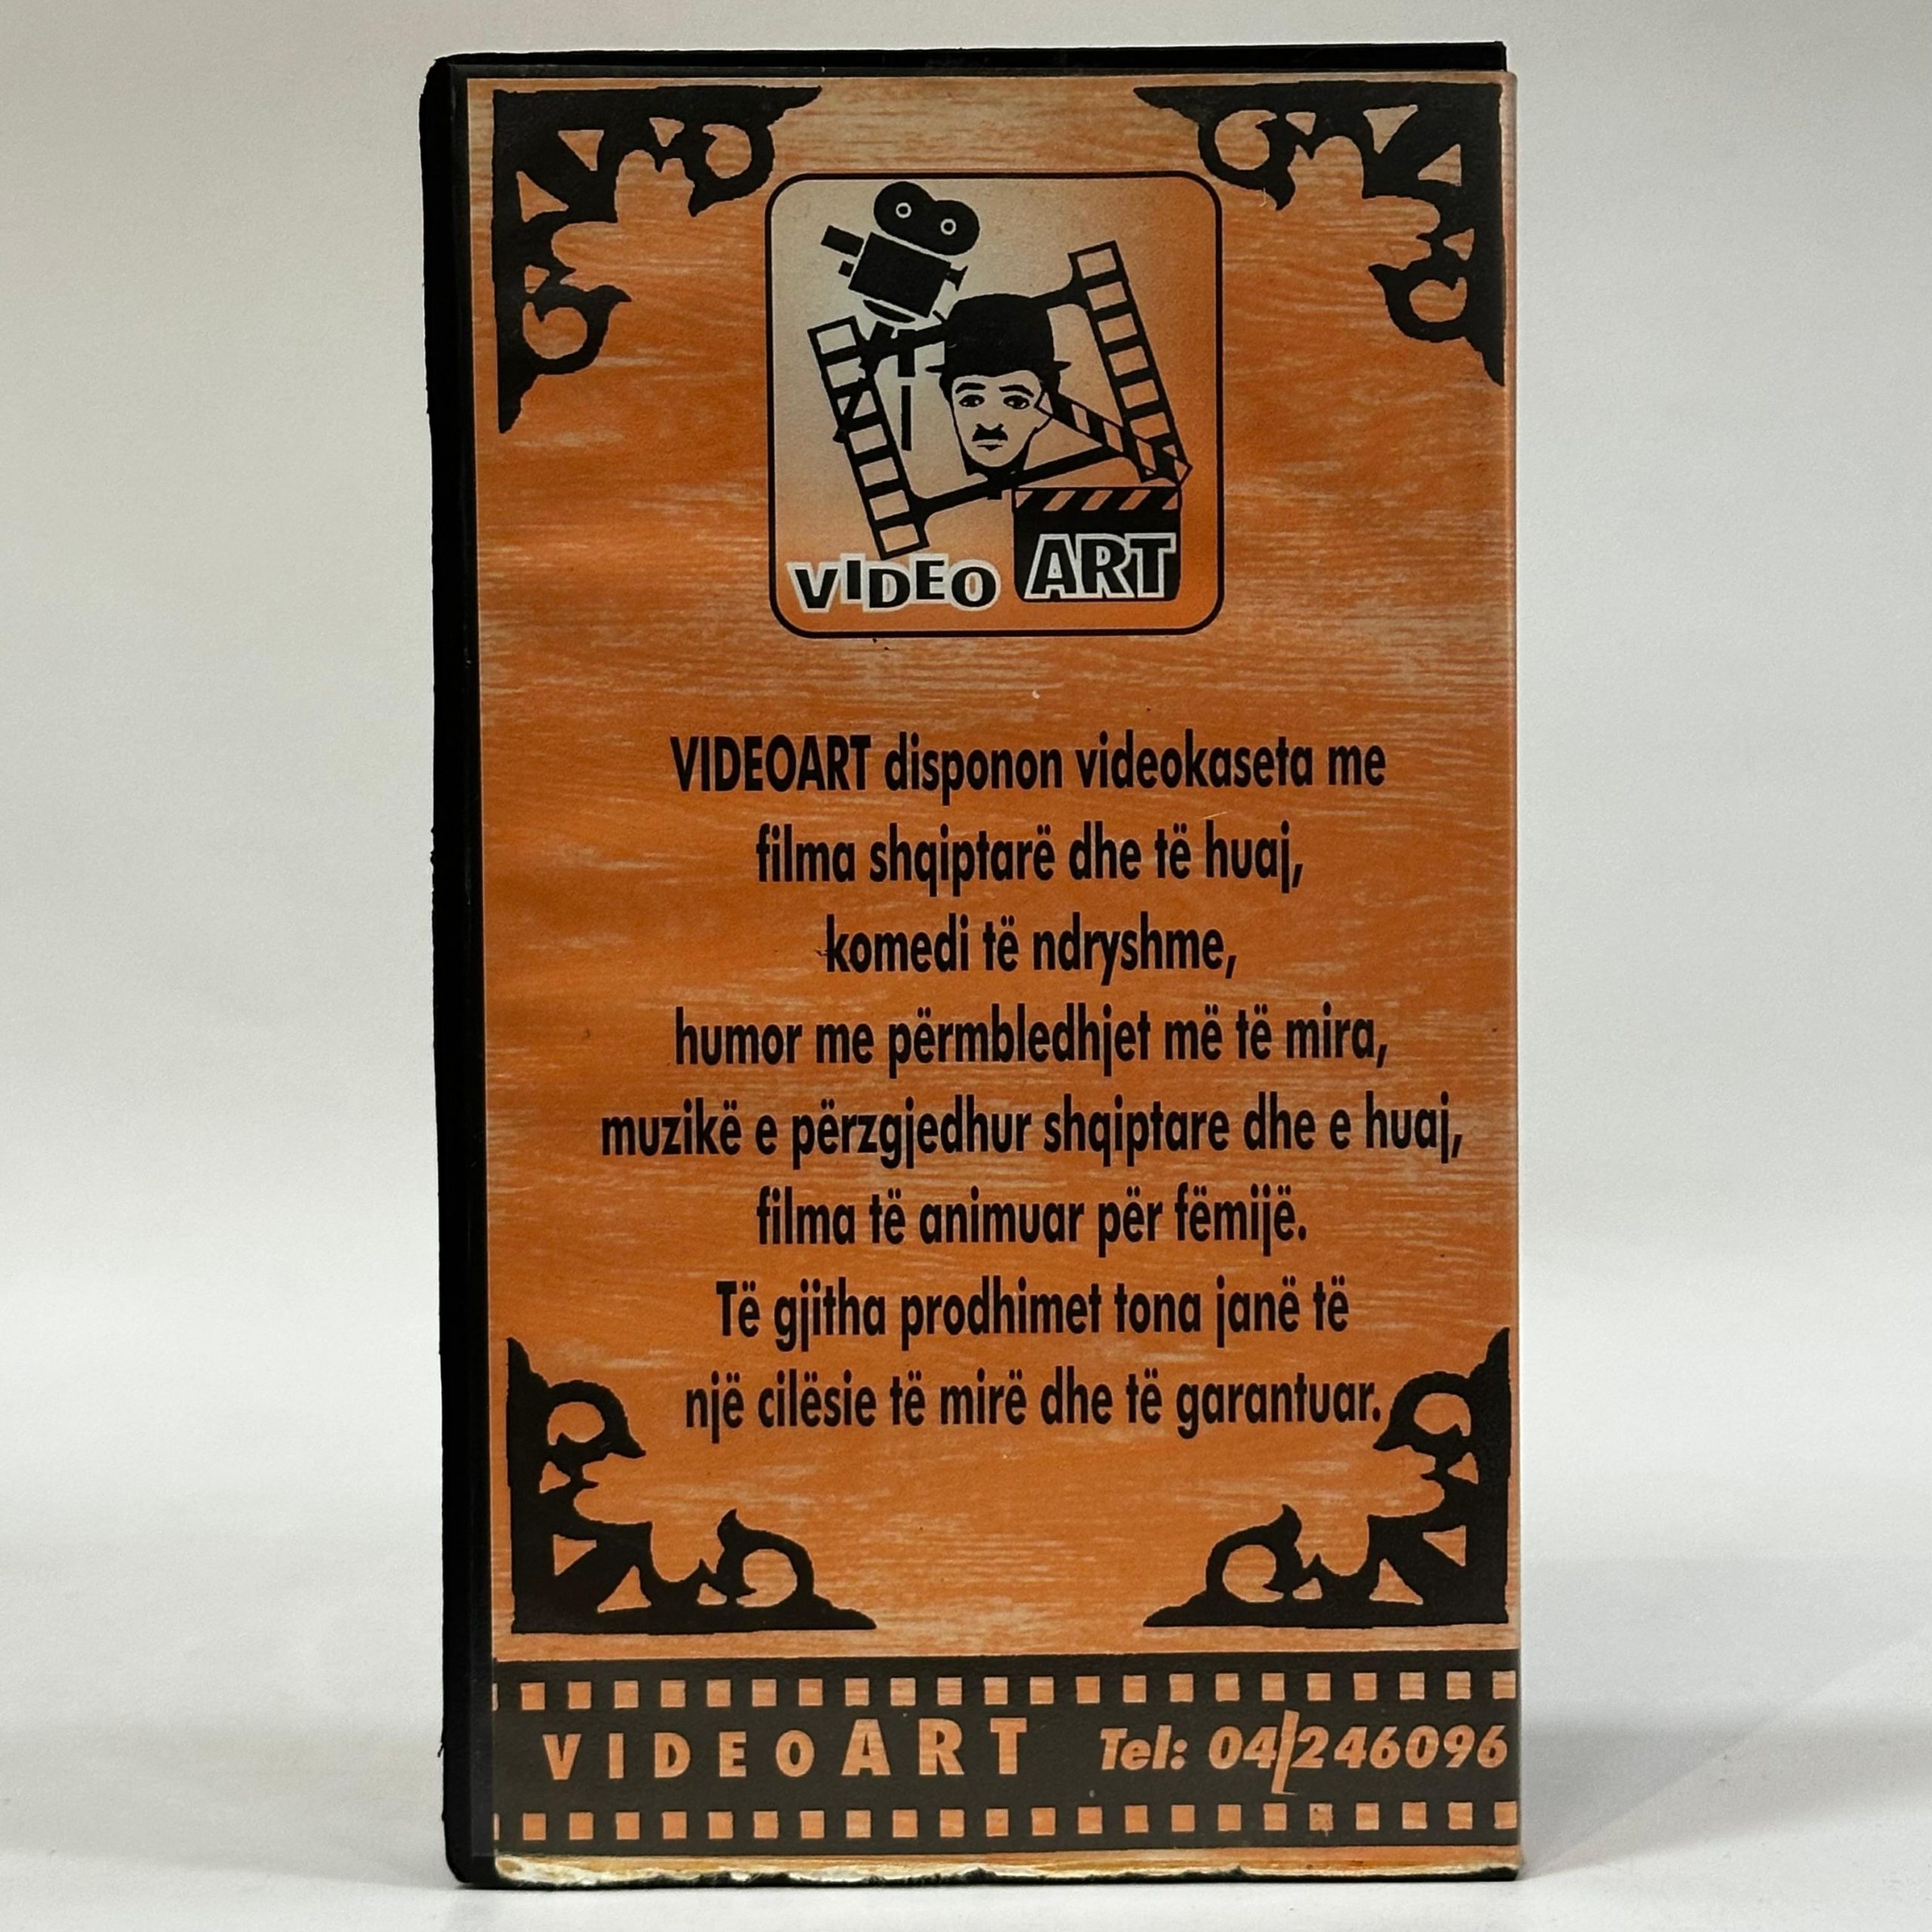 VIDEO ART
VIDEOART disponon videokaseta me
filma shqiptarë dhe të huaj,
komedi të ndryshme,
humor me përmbledhjet më të mira,
muzikë e përzgjedhur shqiptare dhe e huaj,
filma të animuar për fëmijë.
Të gjitha prodhimet tona janë të
një cilësie të mirë dhe të garantuar.
VIDEOART Tel: 04/246096